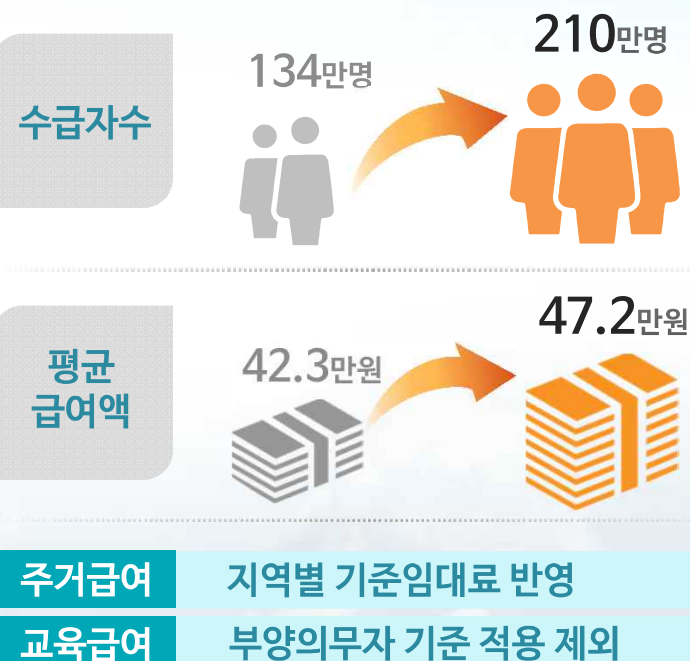 수급자수
134만명
210만명
평균
급여액
42.3만원
47.2만원
주거급여
지역별 기준임대료 반영
교육급여
부양의무자 기준 적용 제외